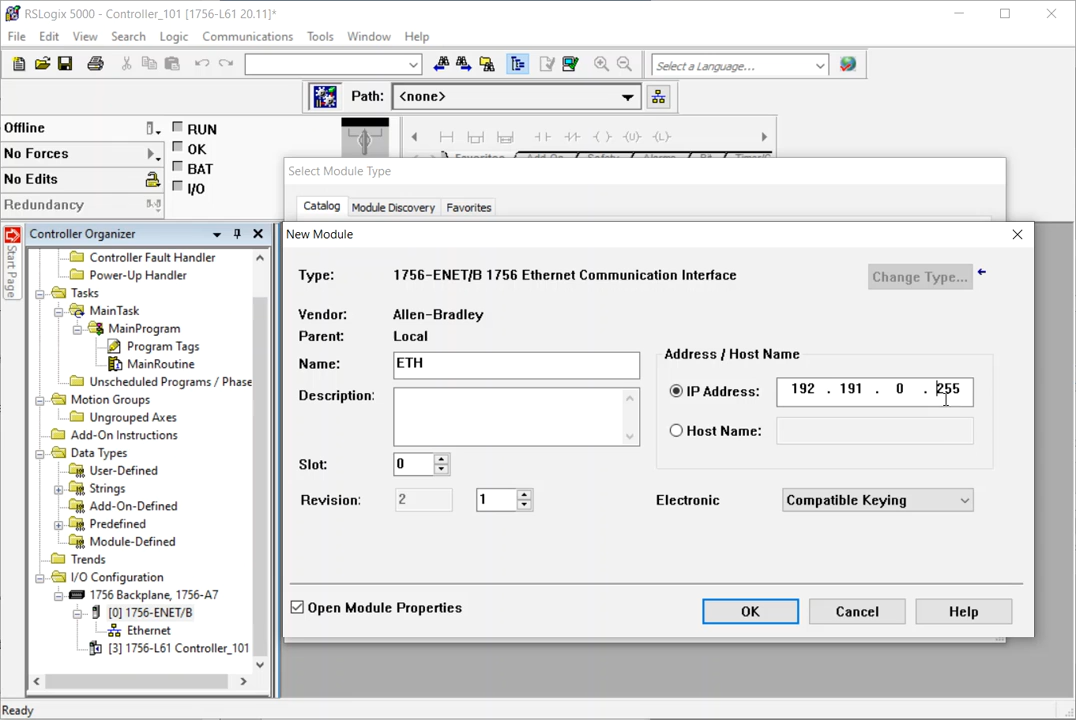 RSLogix 5000 - Controller_101 [1756-L61 20.11]*
File Edit View Search Logic Communications Tools Window Help
Select a Language...
Path: <none>
Offline
No Forces
No Edits
Redundancy
RUN
OK
BAT
I/O
Select Module Type
Catalog Module Discovery Favorites
Start Page
Controller Organizer
Controller Fault Handler
Power-Up Handler
Tasks
MainTask
MainProgram
Program Tags
MainRoutine
Unscheduled Programs / Phase
Motion Groups
Ungrouped Axes
Add-On Instructions
Data Types
User-Defined
Strings
Add-On-Defined
Predefined
Module-Defined
Trends
I/O Configuration
1756 Backplane, 1756-A7
[0] 1756-ENET/B
Ethernet
[3] 1756-L61 Controller_101
New Module
Type: 1756-ENET/B 1756 Ethernet Communication Interface
Change Type...
Vendor: Allen-Bradley
Parent: Local
Name: ETH
Description:
Slot: 0
Revision: 2 1
Address / Host Name
IP Address: 192 . 191 . 0 . 255
Host Name:
Electronic Compatible Keying
Open Module Properties
OK Cancel Help
Ready